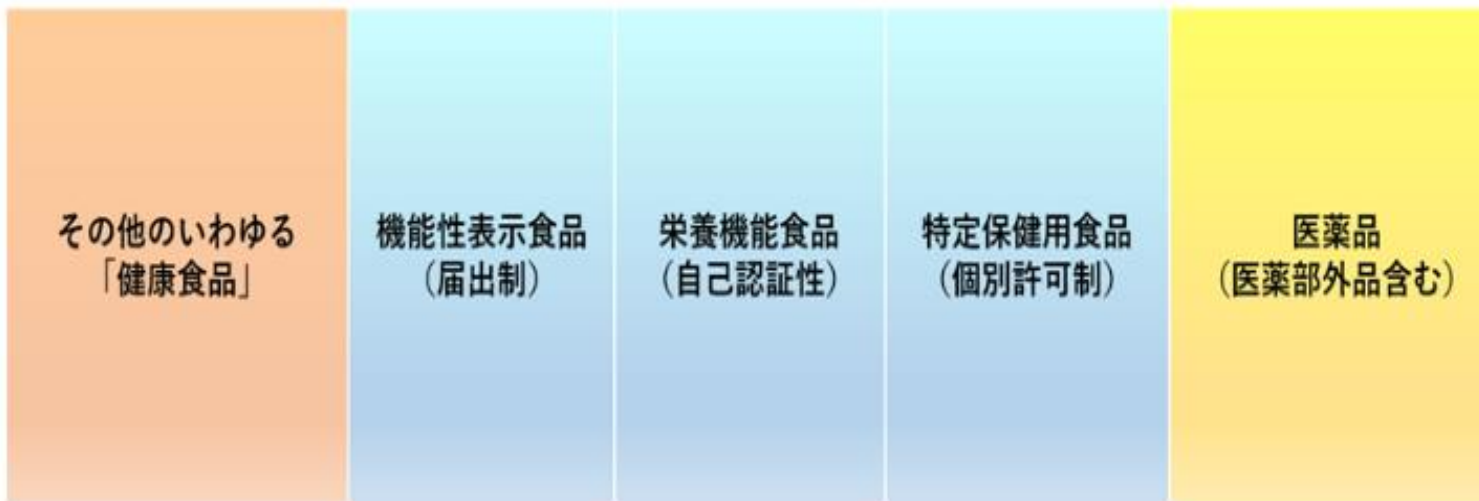 その他のいわゆる
「健康食品」
機能性表示食品
（届出制）
栄養機能食品
（自己認証性）
特定保健用食品
（個別許可制）
医薬品
（医薬部外品含む）